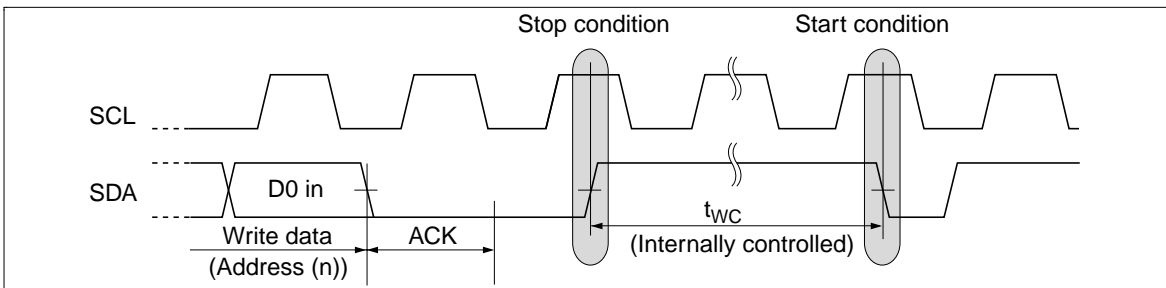 Stop condition
Start condition
SCL
SDA
D0 in
Write data
(Address (n))
ACK
tWC
(Internally controlled)